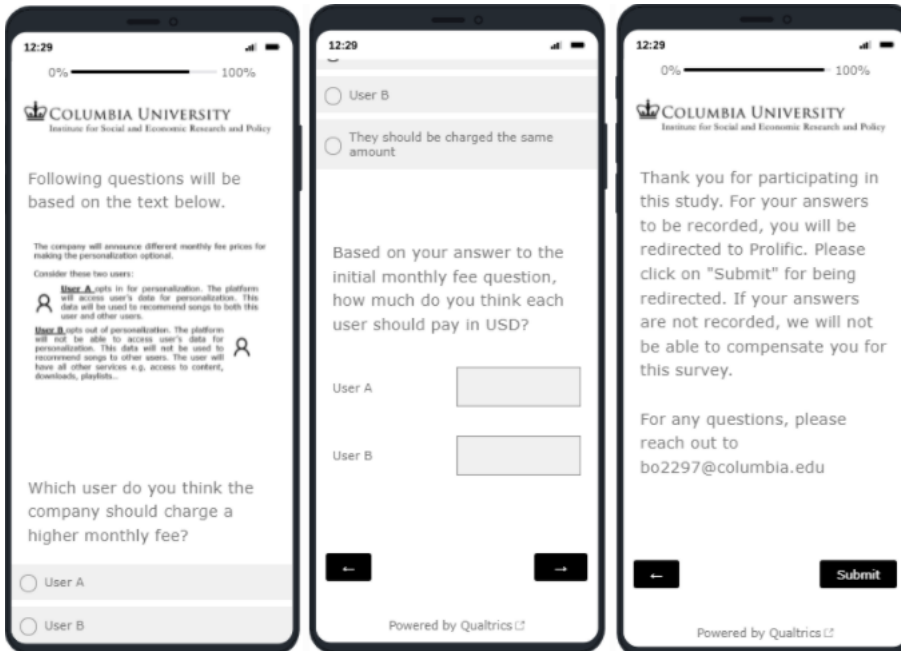 12:29
0% 100%
COLUMBIA UNIVERSITY
Institute for Social and Economic Research and Policy
Following questions will be
based on the text below.
The company will announce different monthly fee prices for
making the personalization optional.
Consider these two users:
User A opts in for personalization. The platform
will access user's data for personalization. This
data will be used to recommend songs to both this
user and other users.
User B opts out of personalization. The platform
will not be able to access user's data for
personalization. This data will not be used to
recommend songs to other users. The user will
have all other services e.g, access to content,
downloads, playlists...
Which user do you think the
company should charge a
higher monthly fee?
User A
User B
12:29
User B
They should be charged the same
amount
Based on your answer to the
initial monthly fee question,
how much do you think each
user should pay in USD?
User A
User B
←
→
Powered by Qualtrics
12:29
0% 100%
COLUMBIA UNIVERSITY
Institute for Social and Economic Research and Policy
Thank you for participating in
this study. For your answers
to be recorded, you will be
redirected to Prolific. Please
click on "Submit" for being
redirected. If your answers
are not recorded, we will not
be able to compensate you for
this survey.
For any questions, please
reach out to
bo2297@columbia.edu
←
Submit
Powered by Qualtrics